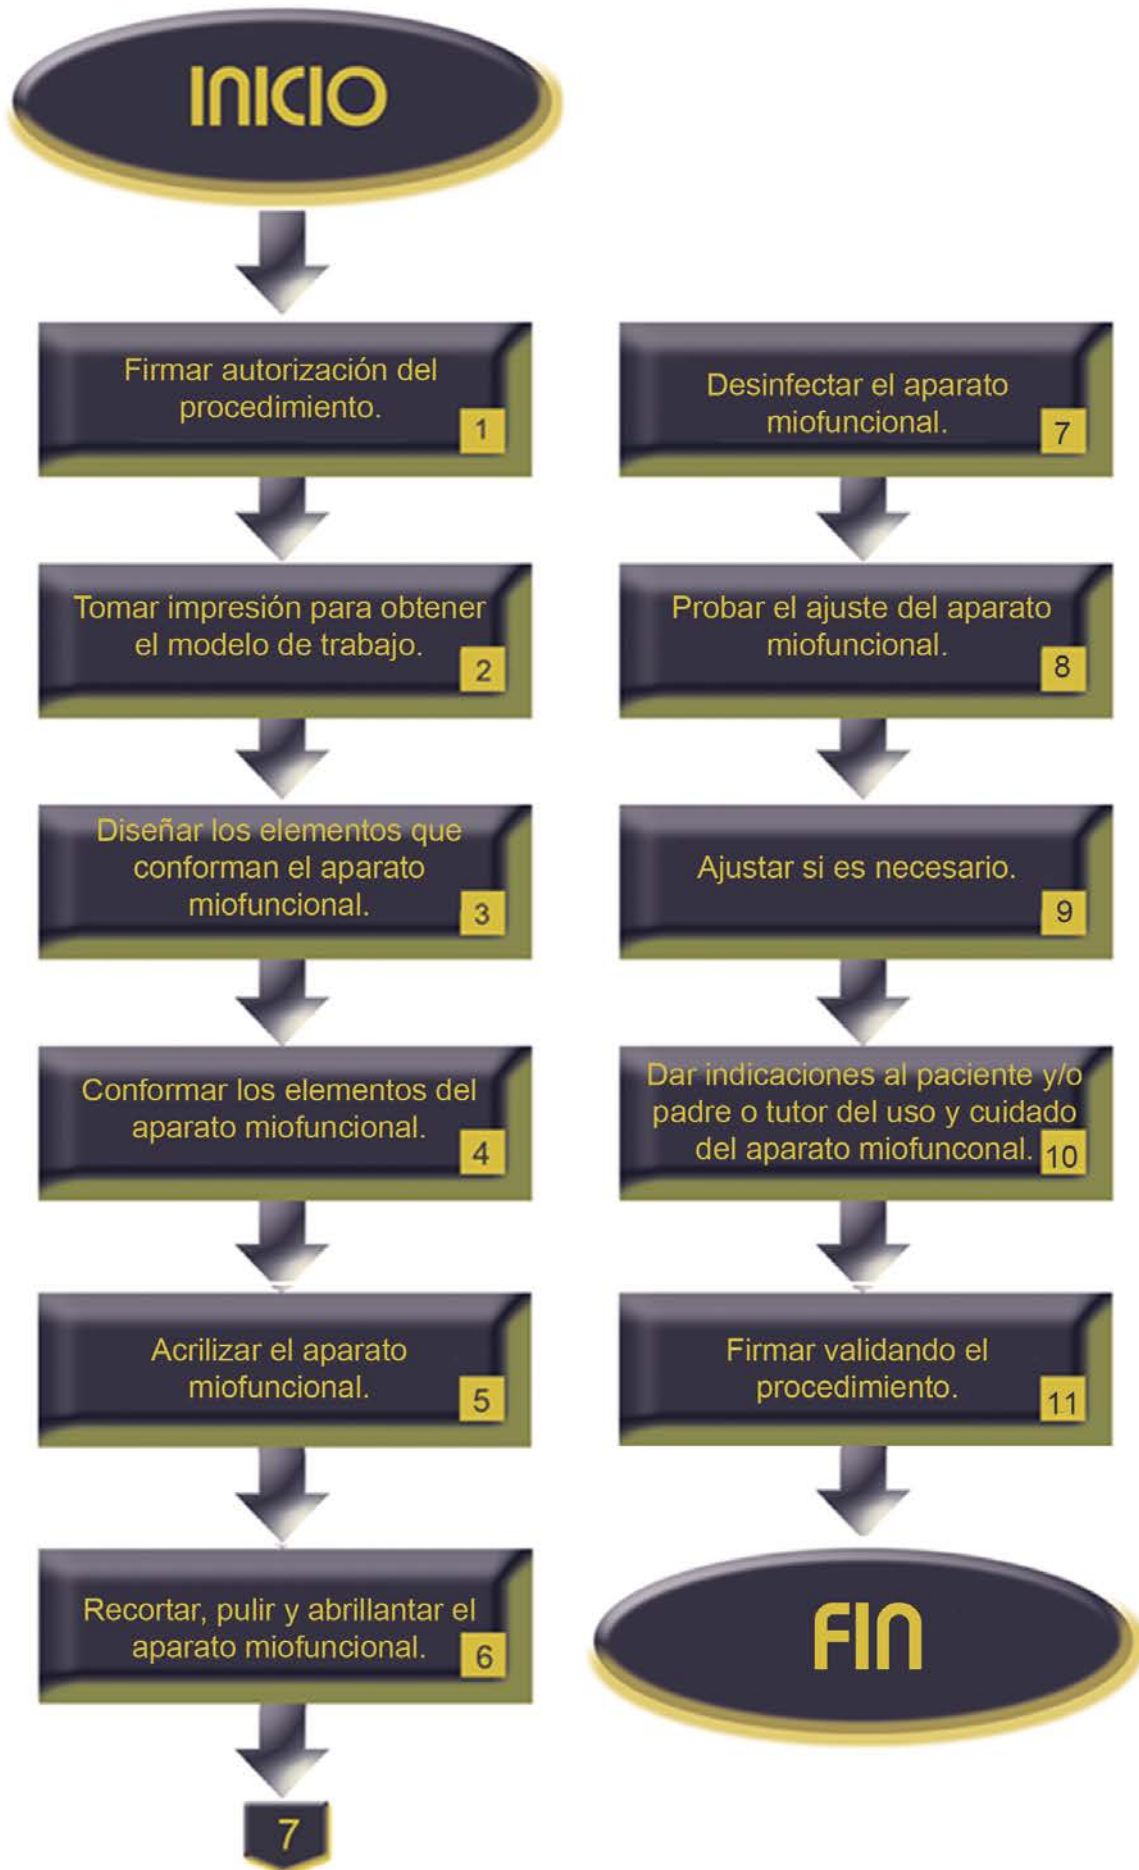 INICIO
Firmar autorización del
procedimiento.
1
Tomar impresión para obtener
el modelo de trabajo.
2
Diseñar los elementos que
conforman el aparato
miofuncional.
3
Conformar los elementos del
aparato miofuncional.
4
Acrilizar el aparato
miofuncional.
5
Recortar, pulir y abrillantar el
aparato miofuncional.
6
7
Desinfectar el aparato
miofuncional.
7
Probar el ajuste del aparato
miofuncional.
8
Ajustar si es necesario.
9
Dar indicaciones al paciente y/o
padre o tutor del uso y cuidado
del aparato miofunconal.
10
Firmar validando el
procedimiento.
11
FIN